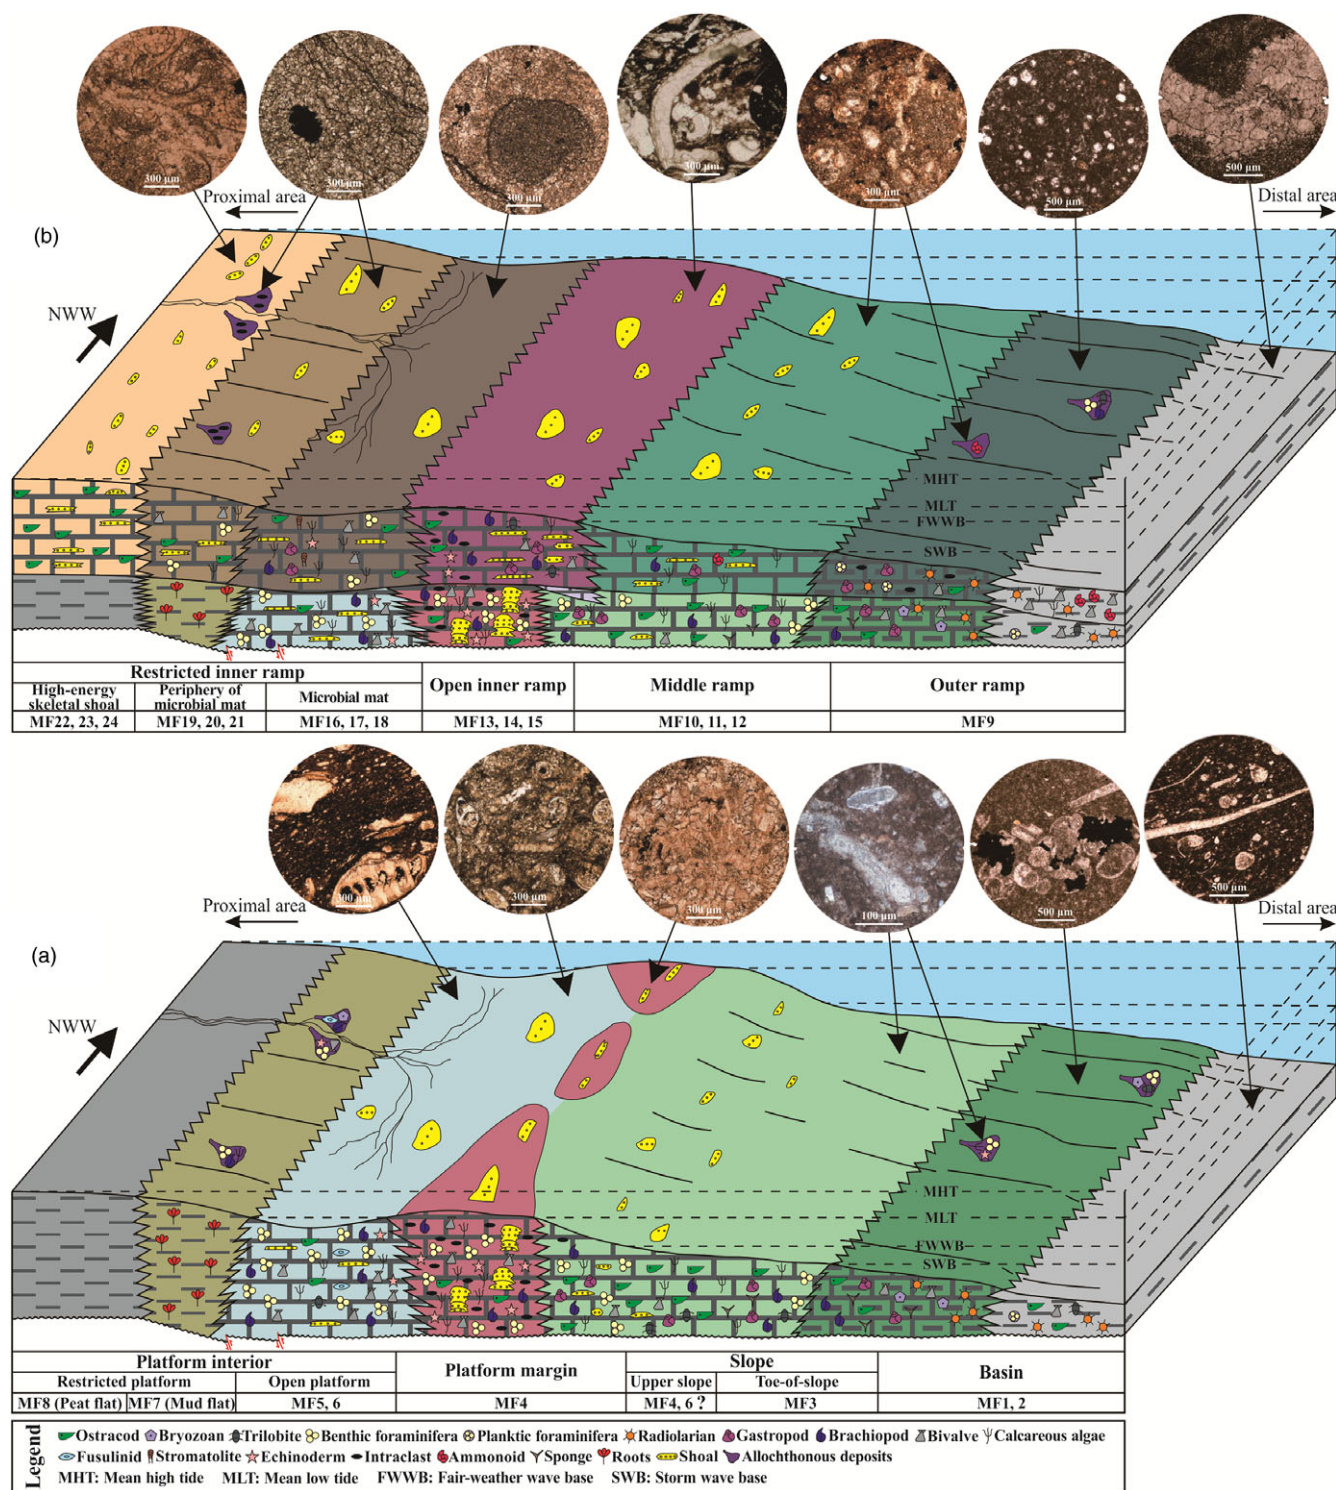 300 µm
300 µm
300 µm
300 µm
300 µm
500 µm
500 µm
Proximal area
Distal area
(b)
NWW
MHT
MLT
FWWB
SWB
Restricted inner ramp
Open inner ramp
Middle ramp
Outer ramp
High-energy skeletal shoal
Periphery of microbial mat
Microbial mat
MF22, 23, 24
MF19, 20, 21
MF16, 17, 18
MF13, 14, 15
MF10, 11, 12
MF9
300 µm
300 µm
300 µm
100 µm
500 µm
500 µm
Proximal area
Distal area
(a)
NWW
MHT
MLT
FWWB
SWB
Platform interior
Platform margin
Slope
Basin
Restricted platform
Open platform
Upper slope
Toe-of-slope
MF8 (Peat flat)
MF7 (Mud flat)
MF5, 6
MF4
MF4, 6 ?
MF3
MF1, 2
Legend
Ostracod Bryozoan Trilobite Benthic foraminifera Planktic foraminifera Radiolarian Gastropod Brachiopod Bivalve Calcareous algae
Fusulinid Stromatolite Echinoderm Intraclast Ammonoid Sponge Roots Shoal Allochthonous deposits
MHT: Mean high tide MLT: Mean low tide FWWB: Fair-weather wave base SWB: Storm wave base